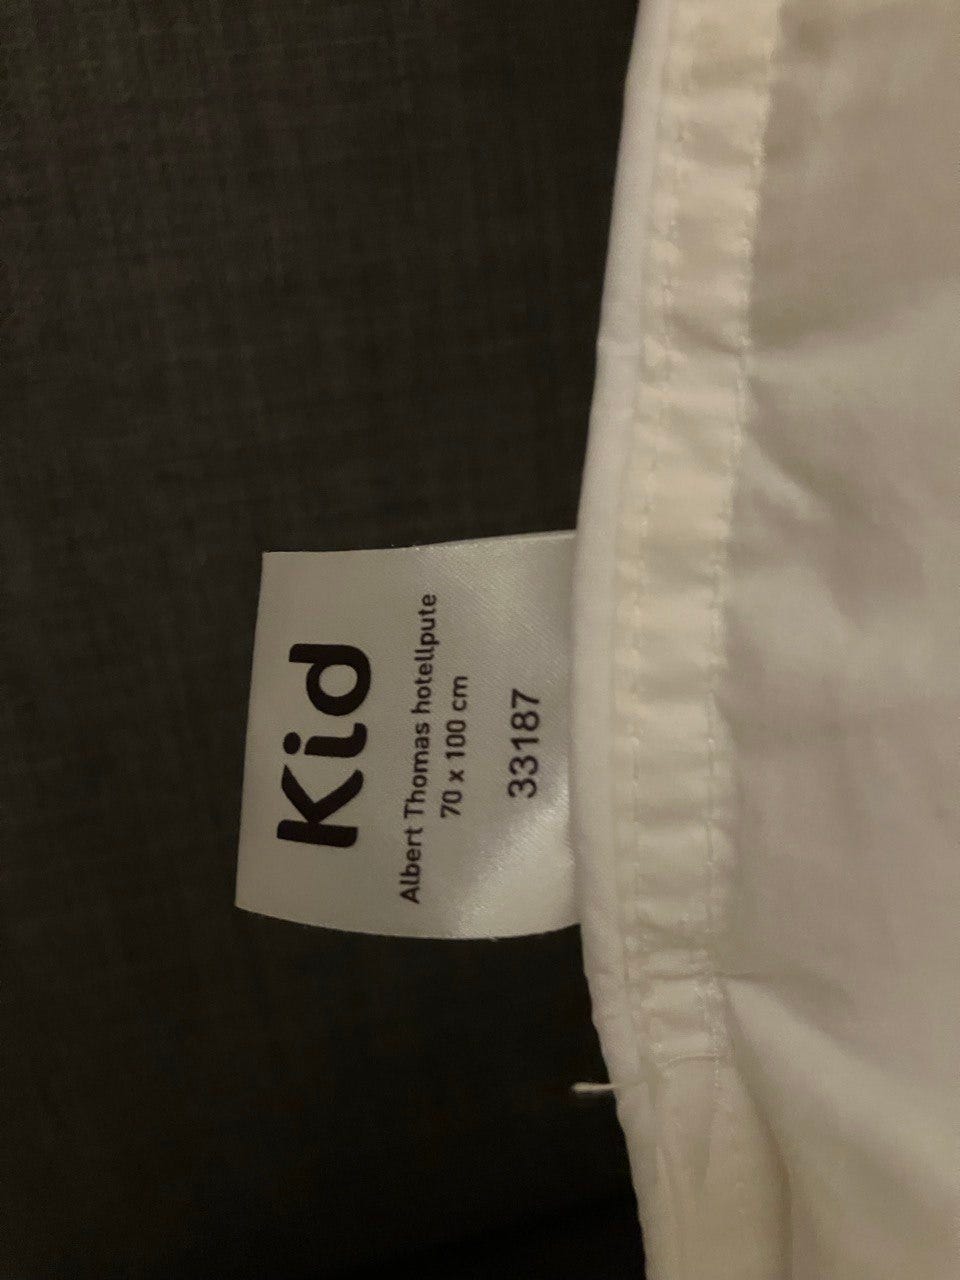 Kid
Albert Thomas hotellpute
70 x 100 cm
33187